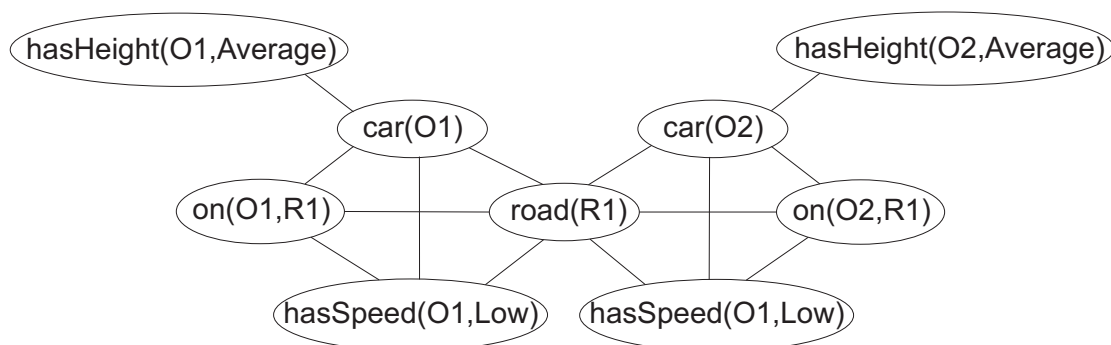 hasHeight(O1,Average)
hasHeight(O2,Average)
car(O1)
car(O2)
on(O1,R1)
road(R1)
on(O2,R1)
hasSpeed(O1,Low)
hasSpeed(O1,Low)